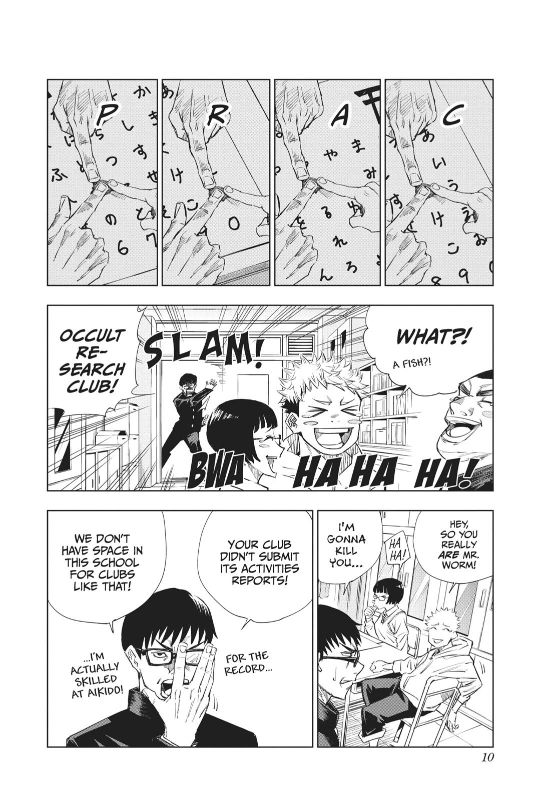 C
A
R
P
WHAT?!
A FISH?!
SLAM!
OCCULT
RE-
SEARCH
CLUB!
BWA HA HA HA!
HEY,
SO YOU
REALLY
ARE MR.
WORM!
HA
HA!
I'M
GONNA
KILL
YOU...
YOUR CLUB
DIDN'T SUBMIT
ITS ACTIVITIES
REPORTS!
WE DON'T
HAVE SPACE IN
THIS SCHOOL
FOR CLUBS
LIKE THAT!
FOR THE
RECORD...
...I'M
ACTUALLY
SKILLED
AT AIKIDO!
10